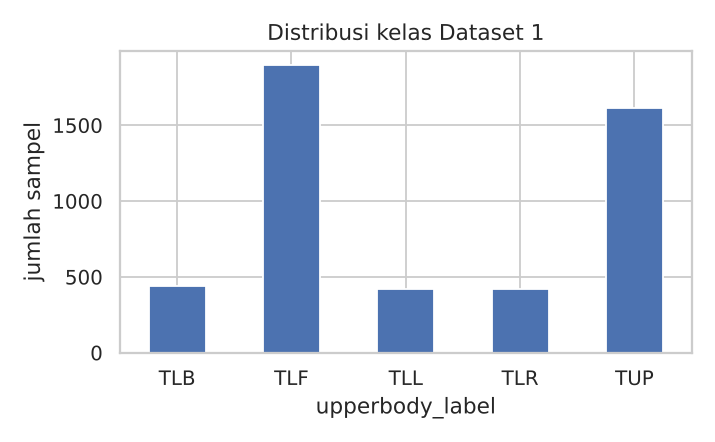 Distribusi kelas Dataset 1
jumlah sampel
1500
1000
500
0
TLB TLF TLL TLR TUP
upperbody_label